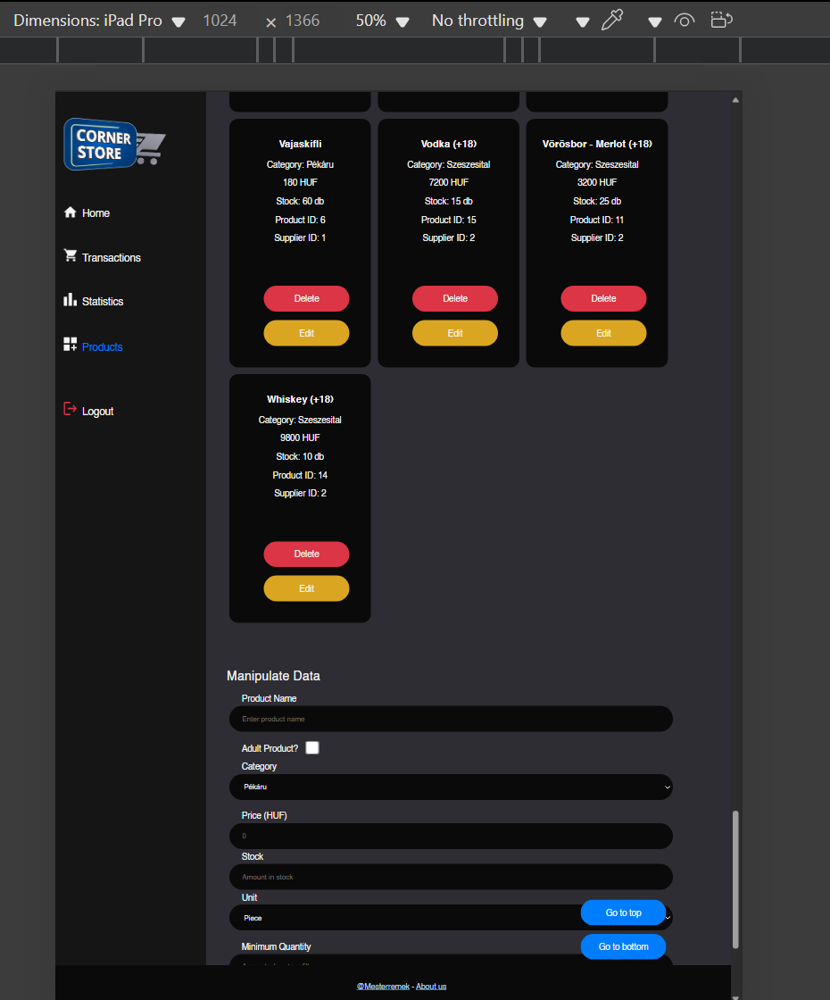 Dimensions: iPad Pro 1024 × 1366 50% No throttling
CORNER
STORE
Home
Transactions
Statistics
Products
Logout
Vajaskifli
Category: Pékáru
180 HUF
Stock: 60 db
Product ID: 6
Supplier ID: 1
Delete
Edit
Vodka (+18)
Category: Szeszesital
7200 HUF
Stock: 15 db
Product ID: 15
Supplier ID: 2
Delete
Edit
Vörösbor - Merlot (+18)
Category: Szeszesital
3200 HUF
Stock: 25 db
Product ID: 11
Supplier ID: 2
Delete
Edit
Whiskey (+18)
Category: Szeszesital
9800 HUF
Stock: 10 db
Product ID: 14
Supplier ID: 2
Delete
Edit
Manipulate Data
Product Name
Enter product name
Adult Product?
Category
Pékáru
Price (HUF)
0
Stock
Amount in stock
Unit
Piece
Go to top
Minimum Quantity
Go to bottom
@Mesterremek - About us